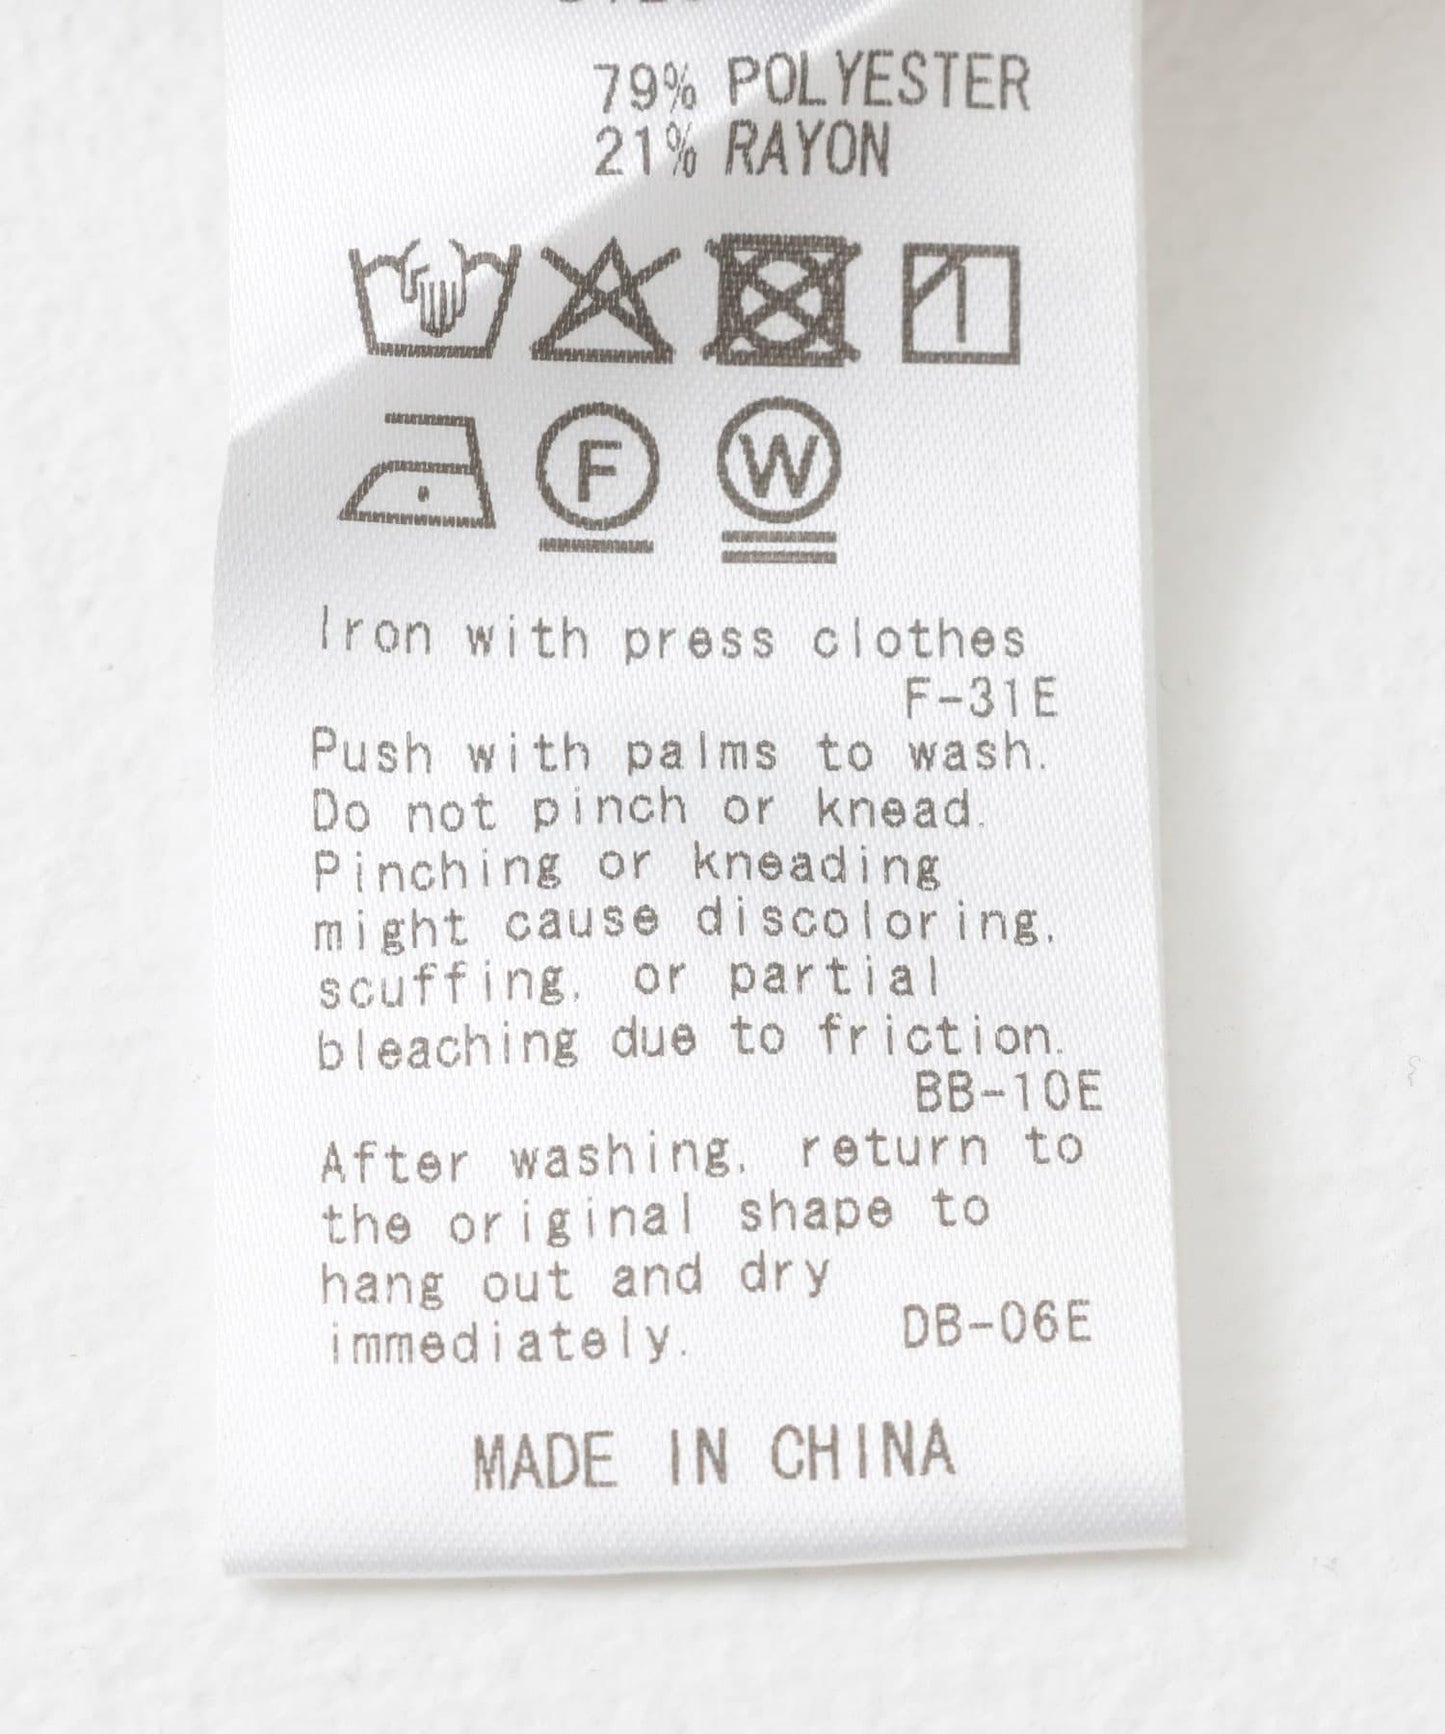 79% POLYESTER
21% RAYON
F
W
Iron with press clothes
F-31E
Push with palms to wash.
Do not pinch or knead.
Pinching or kneading
might cause discoloring,
scuffing, or partial
bleaching due to friction.
BB-10E
After washing, return to
the original shape to
hang out and dry
immediately.
DB-06E
MADE IN CHINA